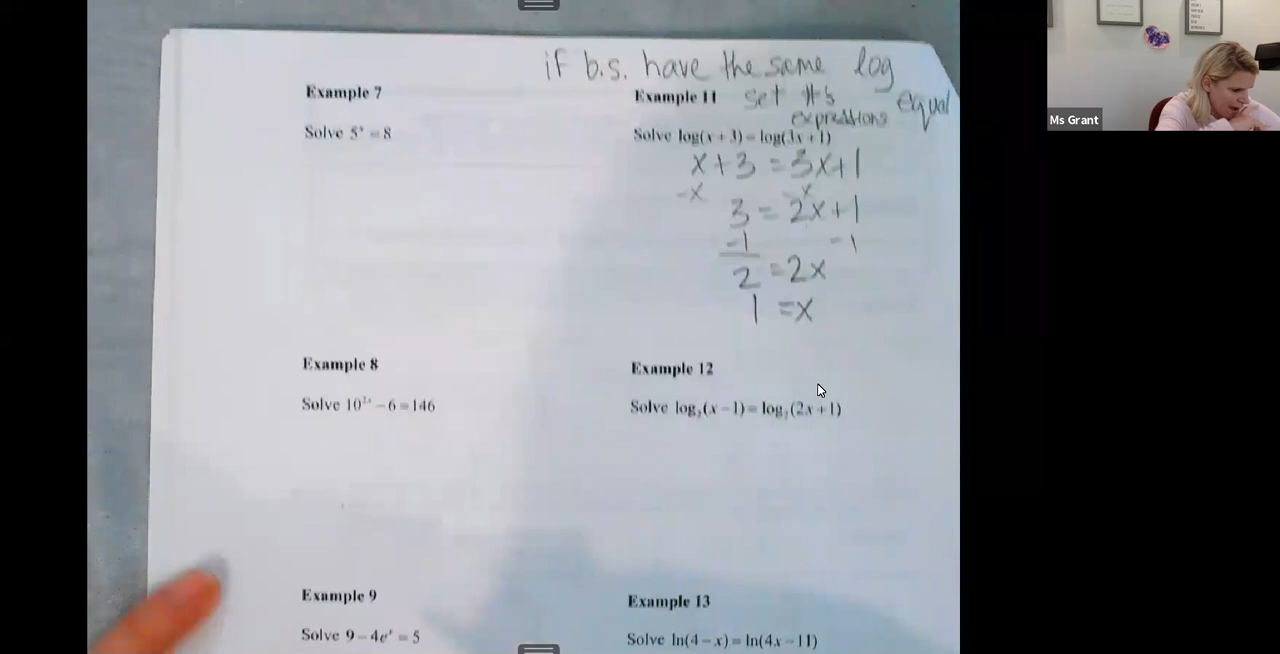 if b.s. have the same log
Example 7
Example 11 set #s equal
expressions
Solve 5ˣ = 8
Solve log(x + 3) = log(3x + 1)
x+3 = 3x+1
-x -x
3 = 2x+1
-1 -1
2 = 2x
1 = x
Example 8
Example 12
Solve 10²ˣ − 6 = 146
Solve (x − 1) = (2x + 1)
Example 9
Example 13
Solve 9 − 4eˣ = 5
Solve ln(4 − x) = ln(4x − 11)
Ms Grant